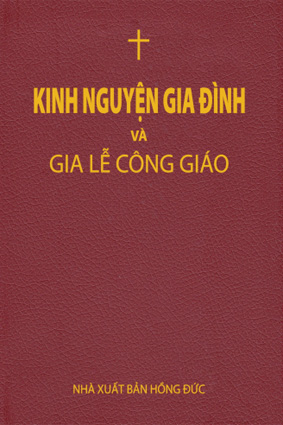 KINH NGUYỆN GIA ĐÌNH
VÀ
GIA LỄ CÔNG GIÁO
NHÀ XUẤT BẢN HỒNG ĐỨC